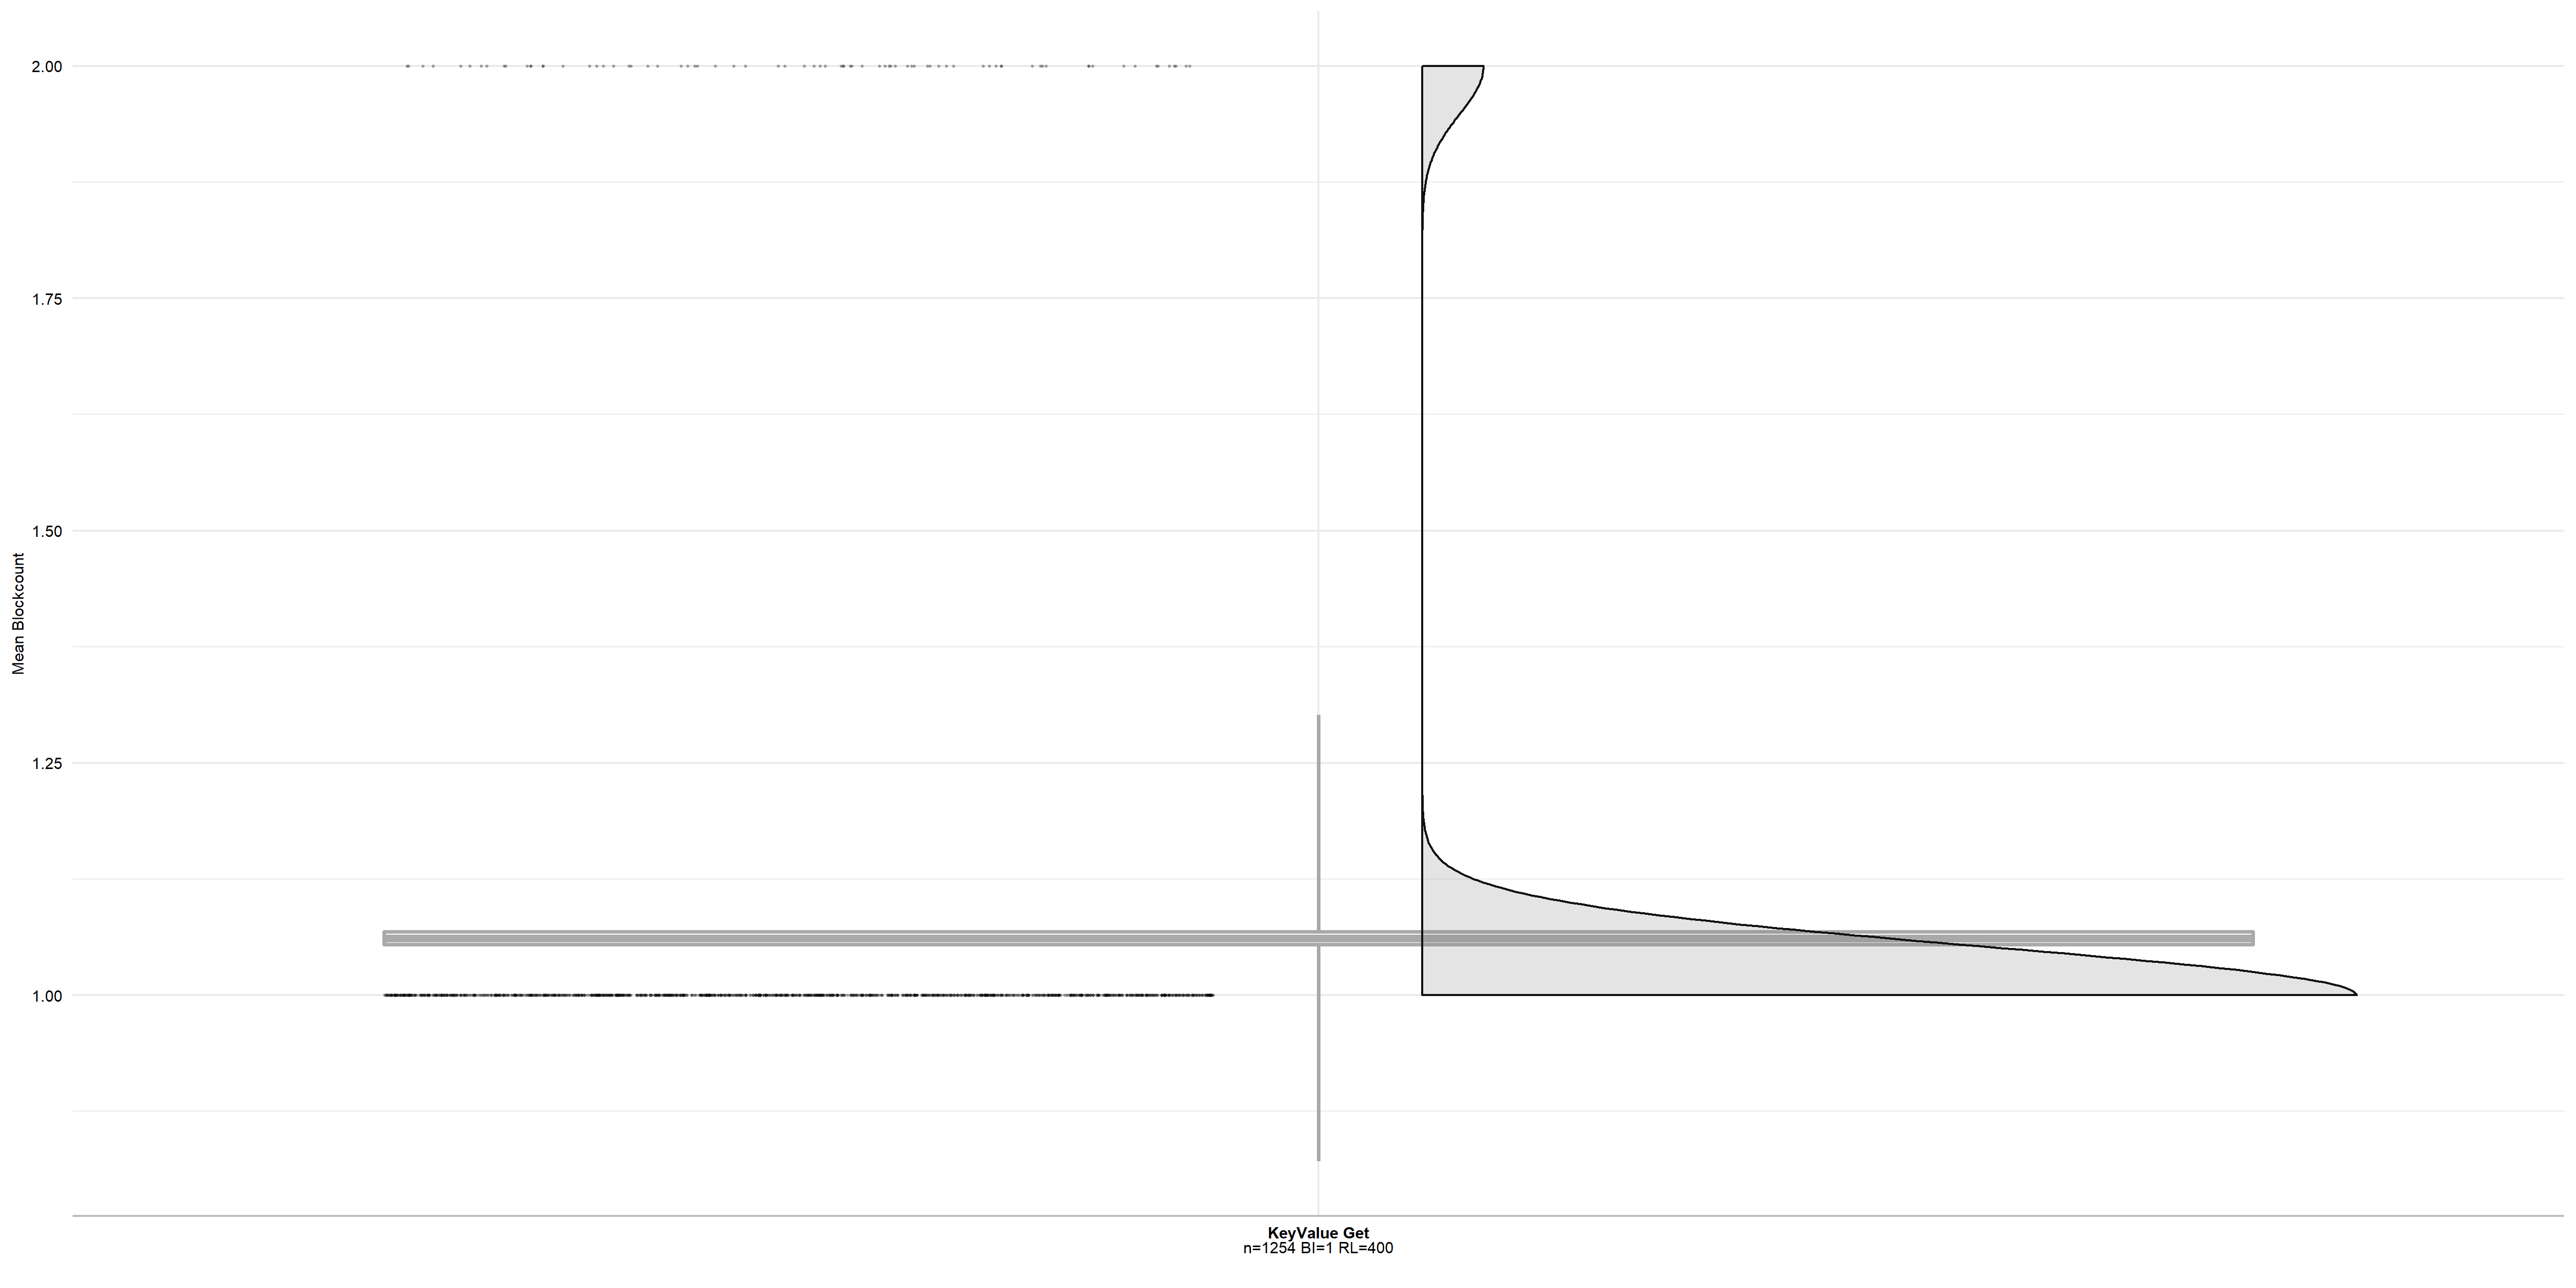 2.00
1.75
1.50
1.25
1.00
Mean Blockcount
KeyValue Get
n=1254 BI=1 RL=400